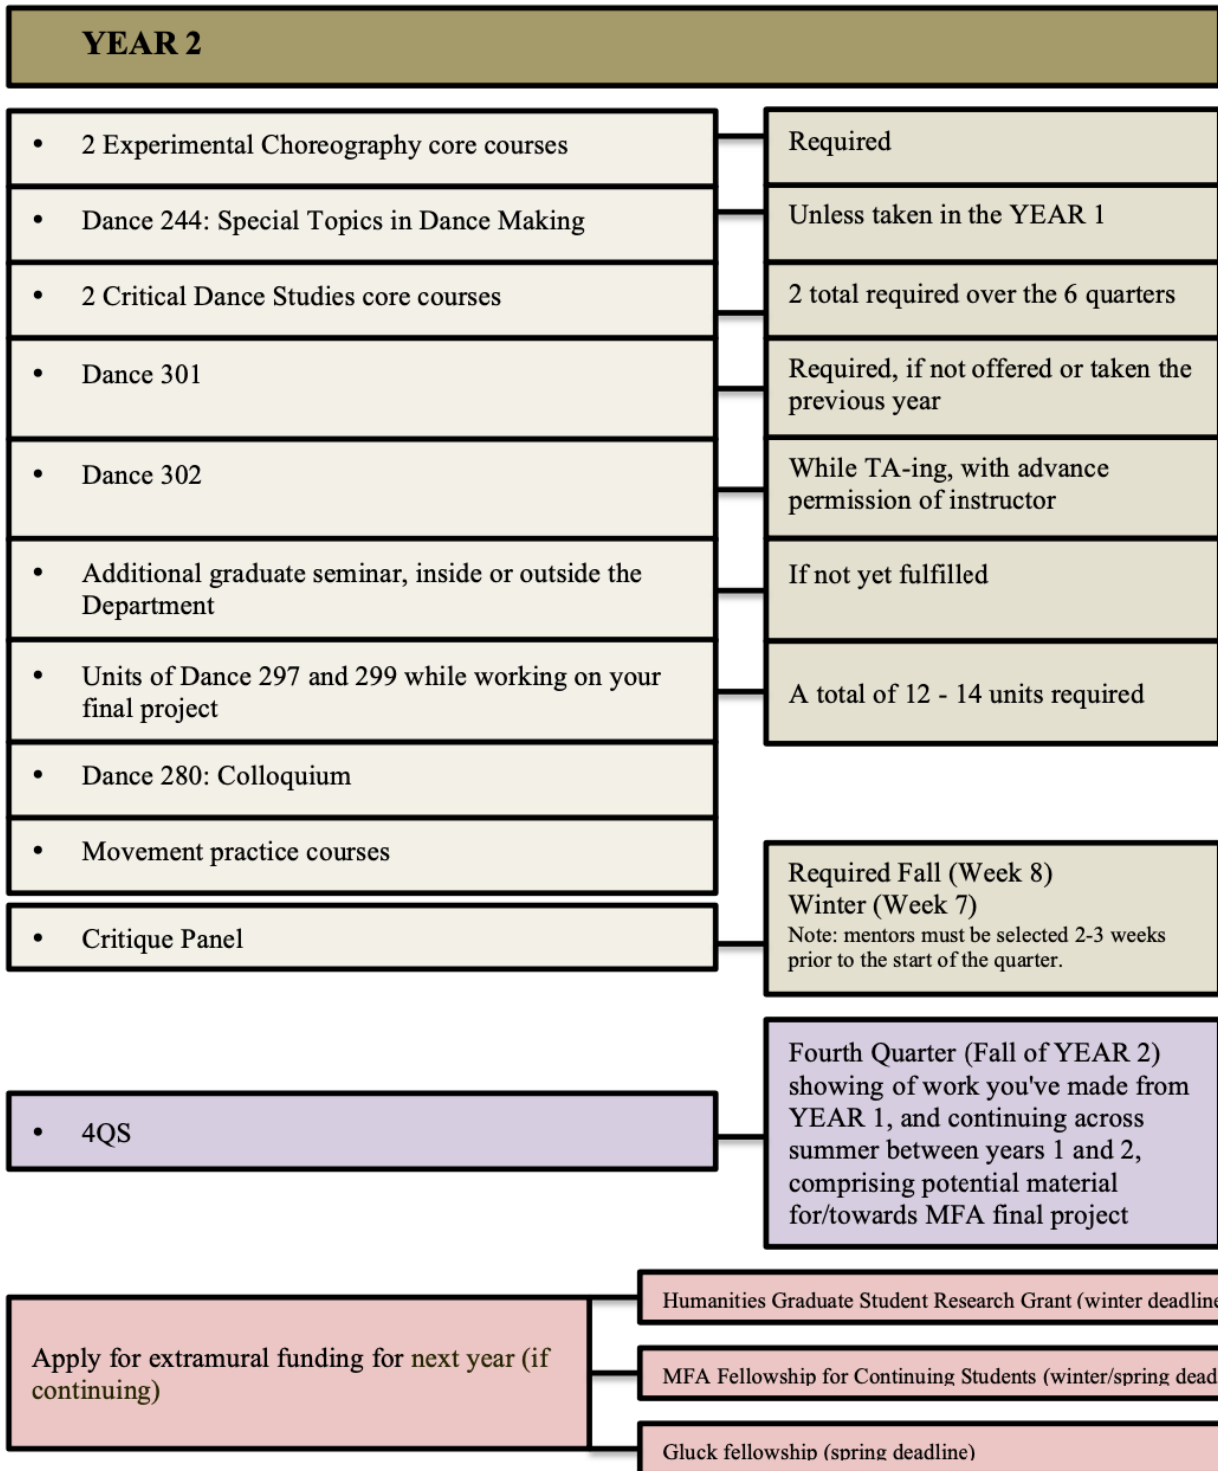 YEAR 2
• 2 Experimental Choreography core courses
Required
• Dance 244: Special Topics in Dance Making
Unless taken in the YEAR 1
• 2 Critical Dance Studies core courses
2 total required over the 6 quarters
• Dance 301
Required, if not offered or taken the
previous year
• Dance 302
While TA-ing, with advance
permission of instructor
• Additional graduate seminar, inside or outside the
Department
If not yet fulfilled
• Units of Dance 297 and 299 while working on your
final project
A total of 12 - 14 units required
• Dance 280: Colloquium
• Movement practice courses
• Critique Panel
Required Fall (Week 8)
Winter (Week 7)
Note: mentors must be selected 2-3 weeks
prior to the start of the quarter.
• 4QS
Fourth Quarter (Fall of YEAR 2)
showing of work you've made from
YEAR 1, and continuing across
summer between years 1 and 2,
comprising potential material
for/towards MFA final project
Apply for extramural funding for next year (if
continuing)
Humanities Graduate Student Research Grant (winter deadline
MFA Fellowship for Continuing Students (winter/spring dead
Gluck fellowship (spring deadline)